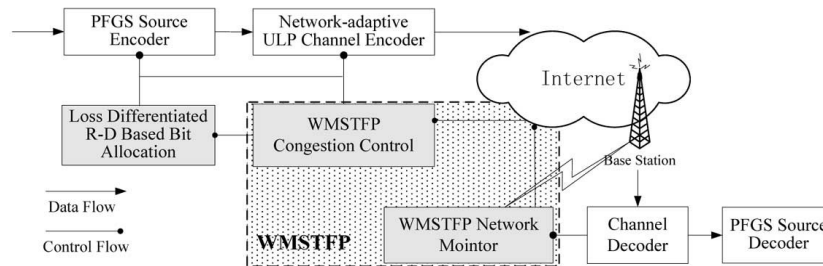 PFGS Source
Encoder
Network-adaptive
ULP Channel Encoder
Internet
Loss Differentiated
R-D Based Bit
Allocation
WMSTFP
Congestion Control
Base Station
Data Flow
Control Flow
WMSTFP
WMSTFP Network
Mointor
Channel
Decoder
PFGS Source
Decoder